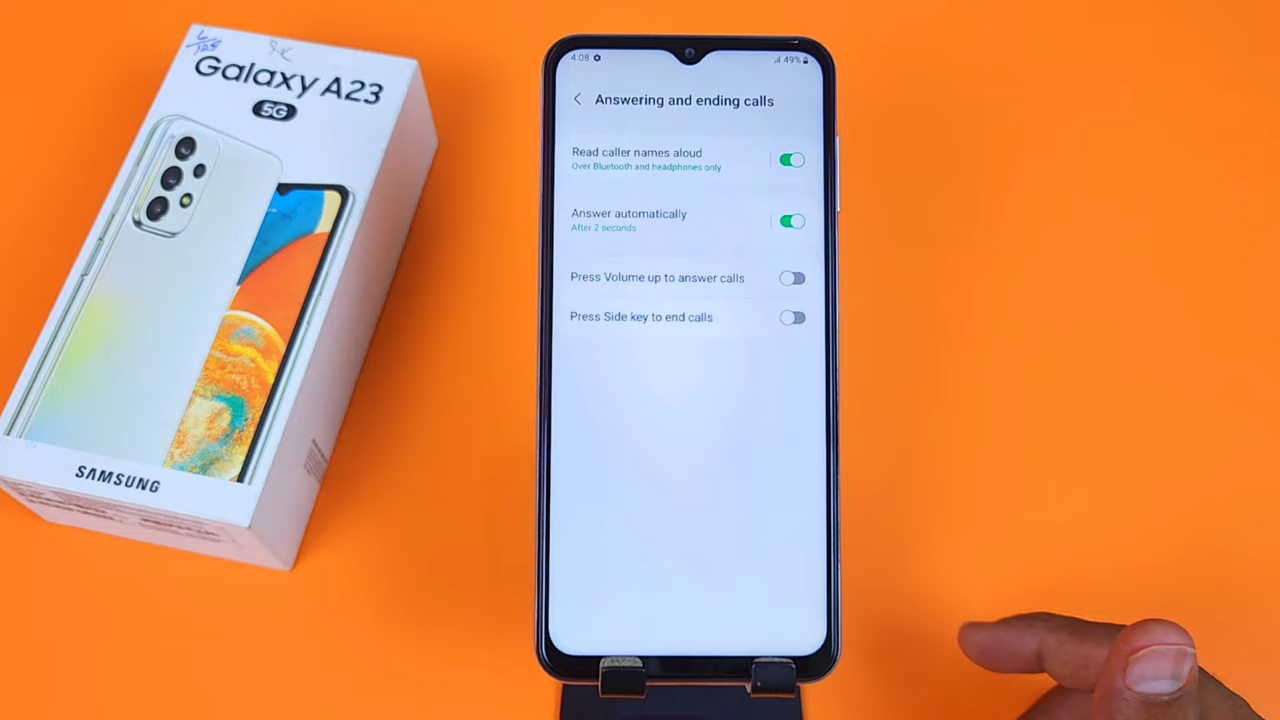 L/128
Galaxy A23
5G
SAMSUNG
4:08
49%
Answering and ending calls
Read caller names aloud
Over Bluetooth and headphones only
Answer automatically
After 2 seconds
Press Volume up to answer calls
Press Side key to end calls